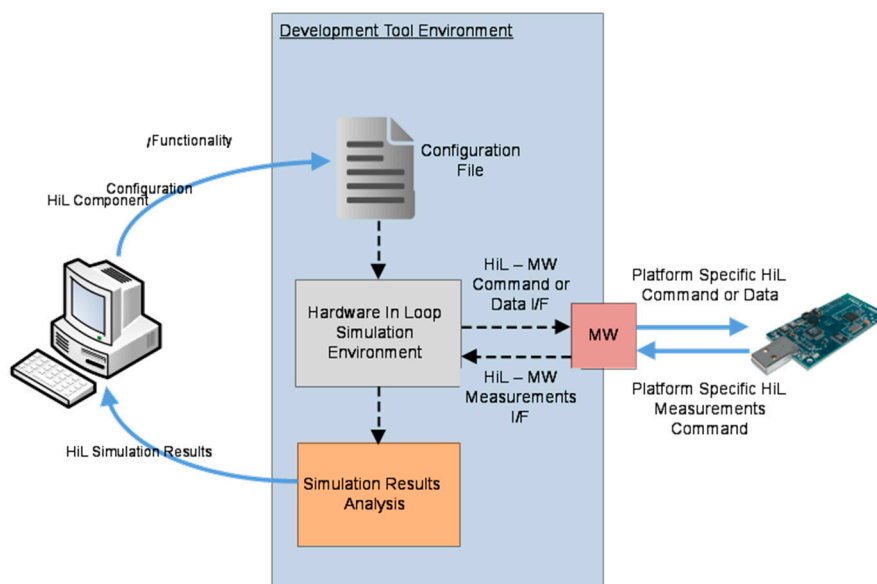 Development Tool Environment
/Functionality
Configuration
HiL Component
Configuration
File
HiL – MW
Command or
Data I/F
Platform Specific HiL
Command or Data
Hardware In Loop
Simulation
Environment
MW
HiL – MW
Measurements
I/F
Platform Specific HiL
Measurements
Command
HiL Simulation Results
Simulation Results
Analysis